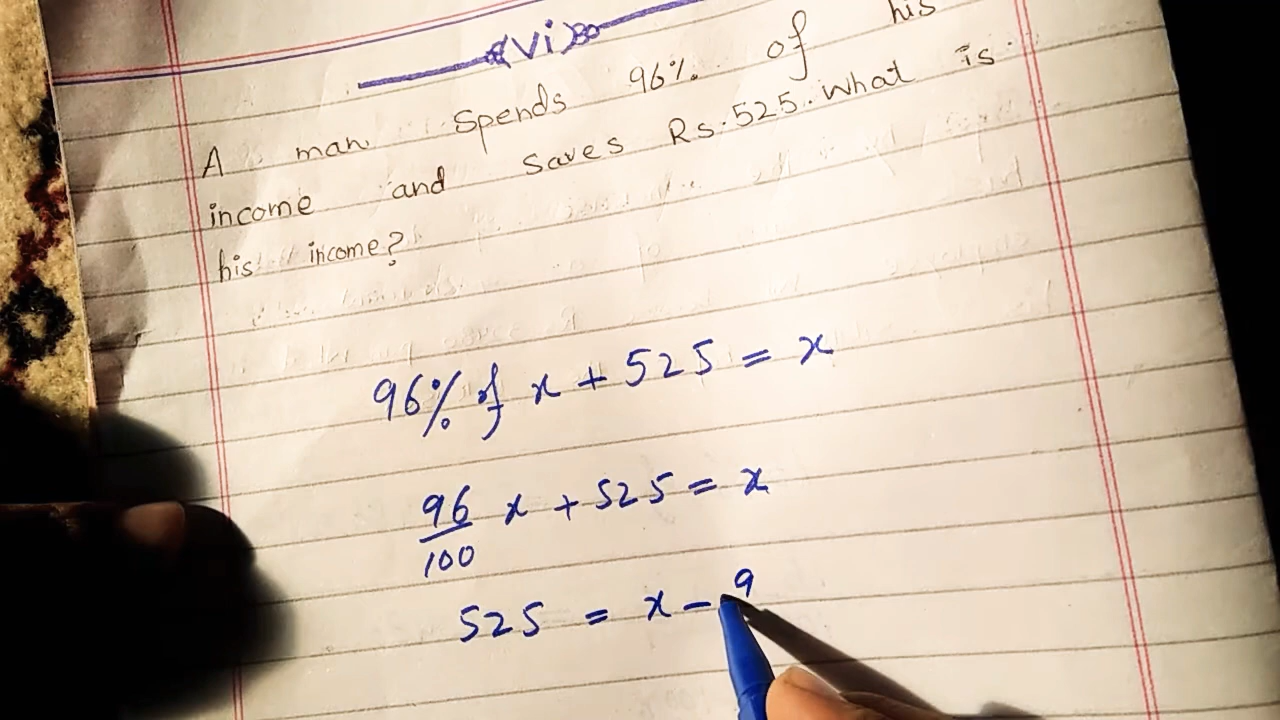 (Vi)
A man spends 96% of his
income and saves Rs.525. What is
his income?
96% of x + 525 = x
96/100 x + 525 = x
525 = x - 9